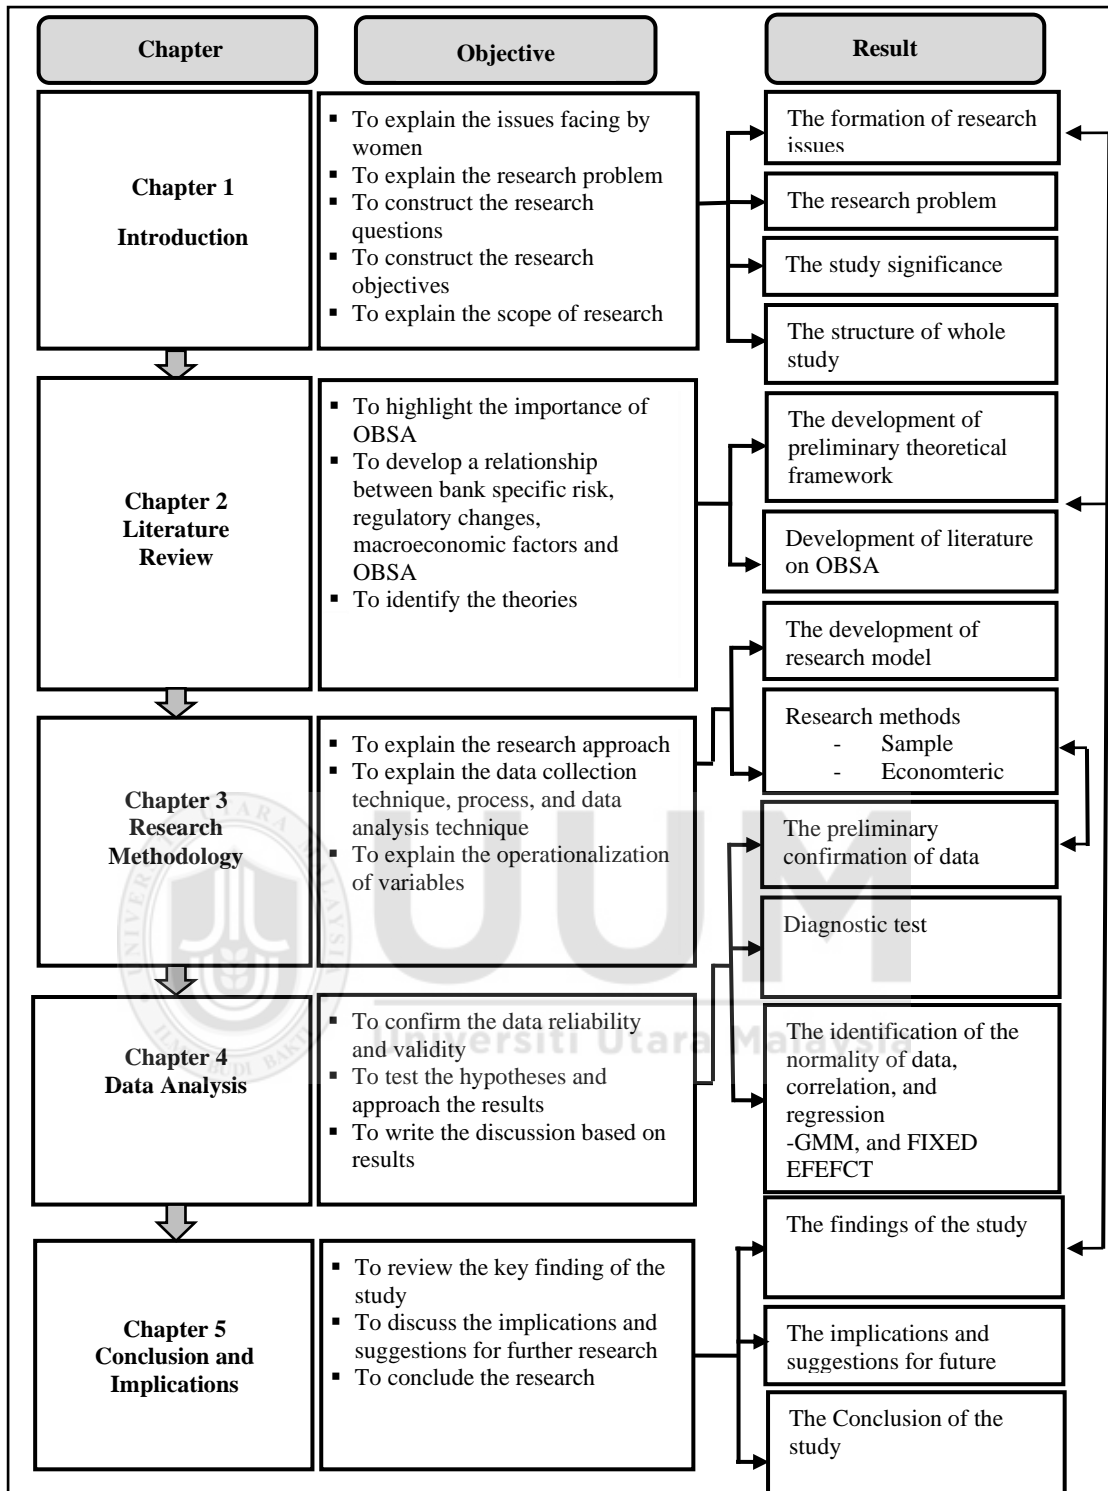 Chapter
Objective
Result
Chapter 1
Introduction
▪ To explain the issues facing by
women
▪ To explain the research problem
▪ To construct the research
questions
▪ To construct the research
objectives
▪ To explain the scope of research
The formation of research
issues
The research problem
The study significance
The structure of whole
study
Chapter 2
Literature
Review
▪ To highlight the importance of
OBSA
▪ To develop a relationship
between bank specific risk,
regulatory changes,
macroeconomic factors and
OBSA
▪ To identify the theories
The development of
preliminary theoretical
framework
Development of literature
on OBSA
Chapter 3
Research
Methodology
▪ To explain the research approach
▪ To explain the data collection
technique, process, and data
analysis technique
▪ To explain the operationalization
of variables
The development of
research model
Research methods
- Sample
- Economteric
Chapter 4
Data Analysis
▪ To confirm the data reliability
and validity
▪ To test the hypotheses and
approach the results
▪ To write the discussion based on
results
The preliminary
confirmation of data
Diagnostic test
The identification of the
normality of data,
correlation, and
regression
-GMM, and FIXED
EFEFCT
Chapter 5
Conclusion and
Implications
▪ To review the key finding of the
study
▪ To discuss the implications and
suggestions for further research
▪ To conclude the research
The findings of the study
The implications and
suggestions for future
The Conclusion of the
study
UUM
Universiti Utara Malaysia
UNIVERSITI UTARA MALAYSIA
ILMU BUDI BAKTI